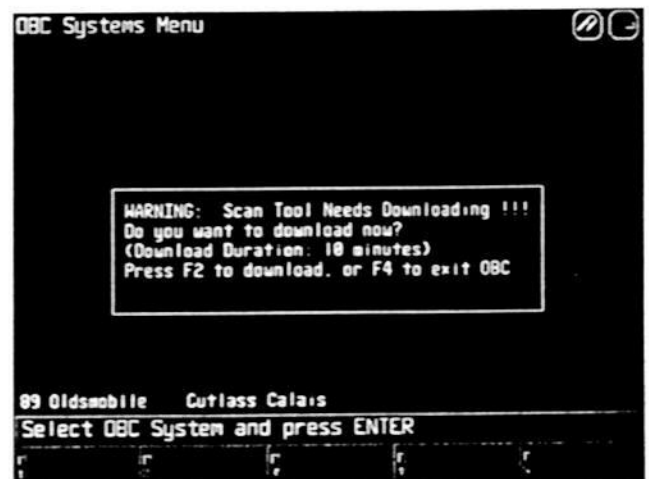 OBC Systems Menu
WARNING: Scan Tool Needs Downloading !!!
Do you want to download now?
(Download Duration: 10 minutes)
Press F2 to download, or F4 to exit OBC
89 Oldsmobile Cutlass Calais
Select OBC System and press ENTER